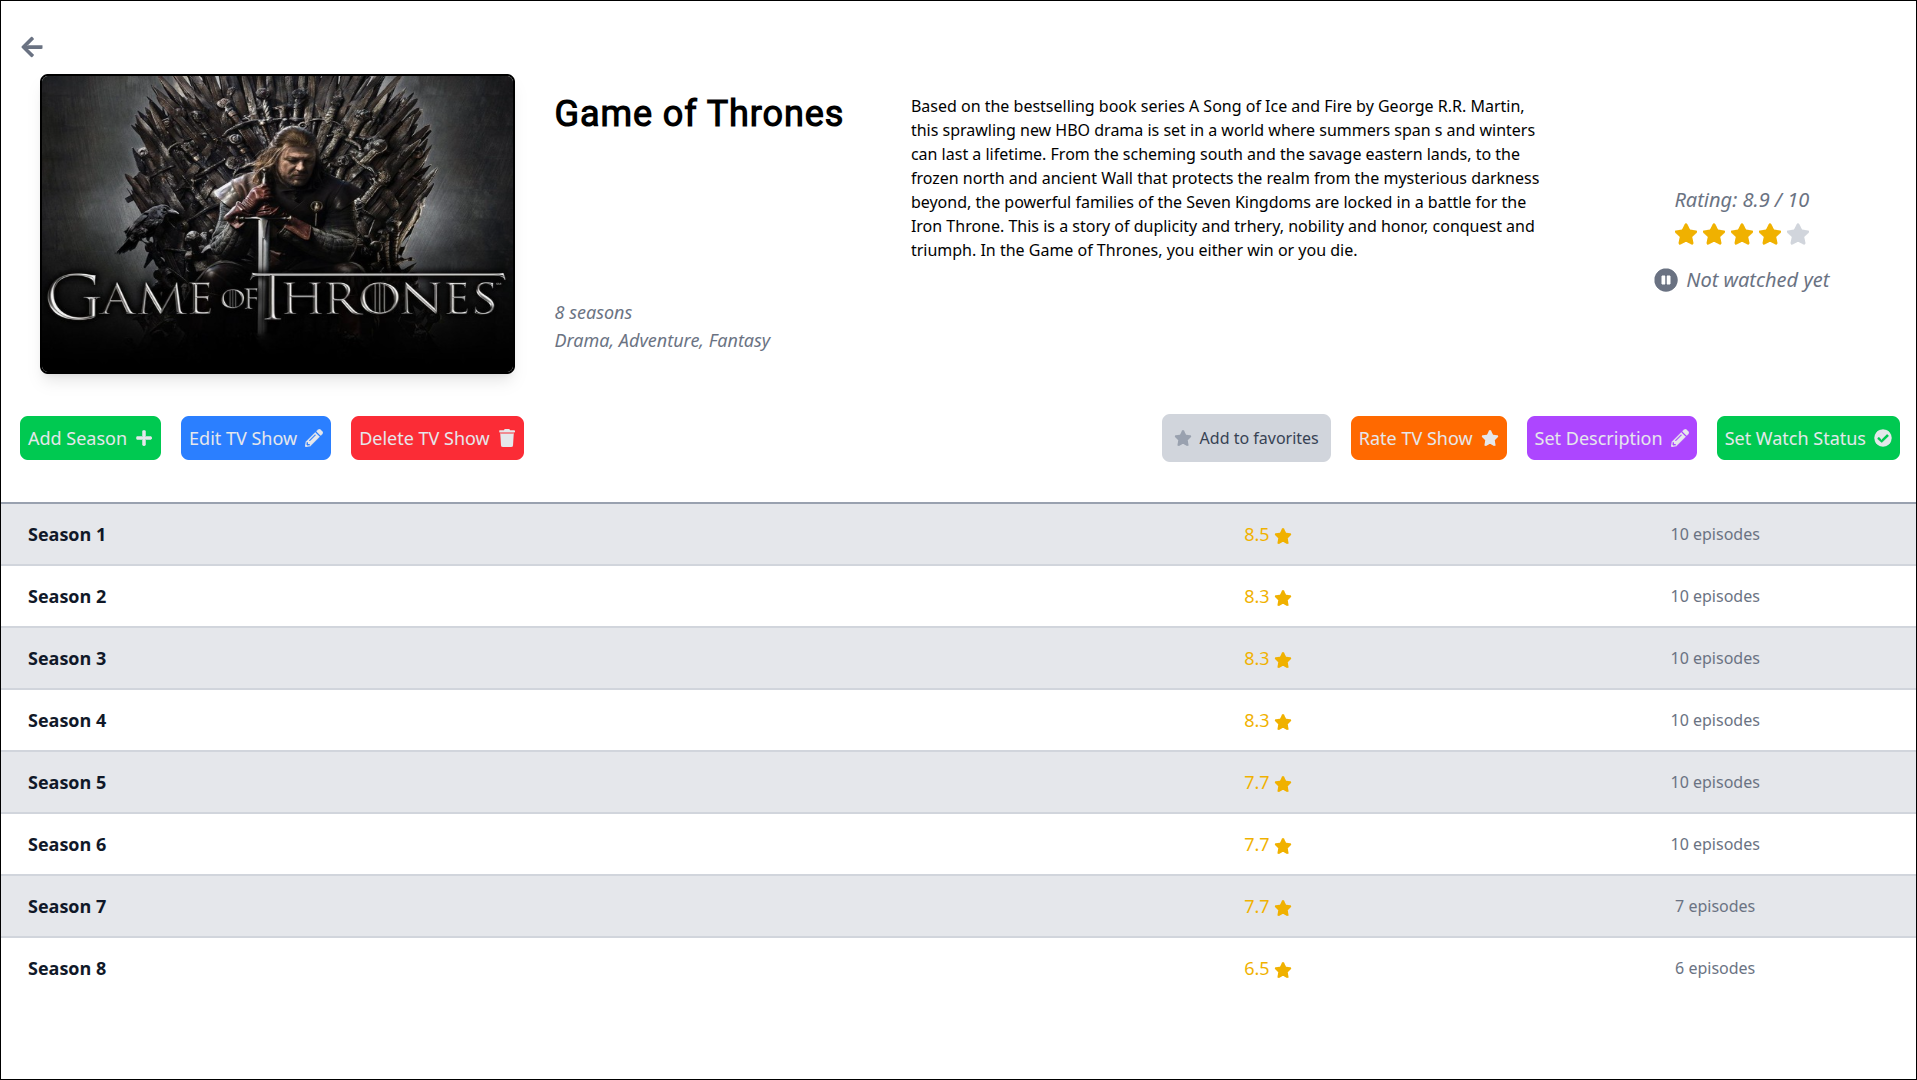 GAME OF THRONES
Game of Thrones
8 seasons
Drama, Adventure, Fantasy
Based on the bestselling book series A Song of Ice and Fire by George R.R. Martin,
this sprawling new HBO drama is set in a world where summers span s and winters
can last a lifetime. From the scheming south and the savage eastern lands, to the
frozen north and ancient Wall that protects the realm from the mysterious darkness
beyond, the powerful families of the Seven Kingdoms are locked in a battle for the
Iron Throne. This is a story of duplicity and trhery, nobility and honor, conquest and
triumph. In the Game of Thrones, you either win or you die.
Rating: 8.9 / 10
Not watched yet
Add Season Edit TV Show Delete TV Show Add to favorites Rate TV Show Set Description Set Watch Status
Season 1 8.5 10 episodes
Season 2 8.3 10 episodes
Season 3 8.3 10 episodes
Season 4 8.3 10 episodes
Season 5 7.7 10 episodes
Season 6 7.7 10 episodes
Season 7 7.7 7 episodes
Season 8 6.5 6 episodes